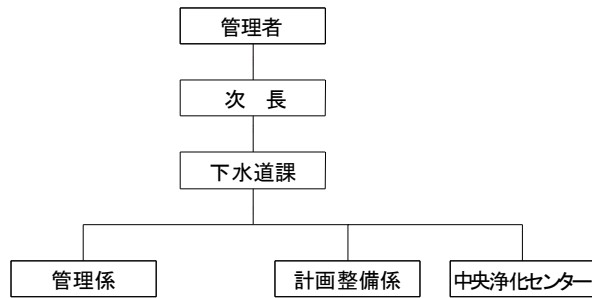 管理者
次　長
下水道課
管理係
計画整備係
中央浄化センター